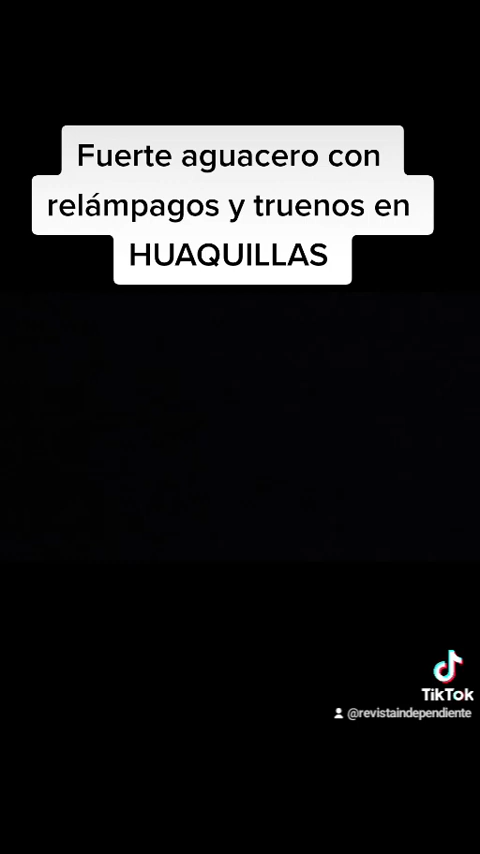 Fuerte aguacero con
relámpagos y truenos en
HUAQUILLAS
TikTok
@revistaindependiente